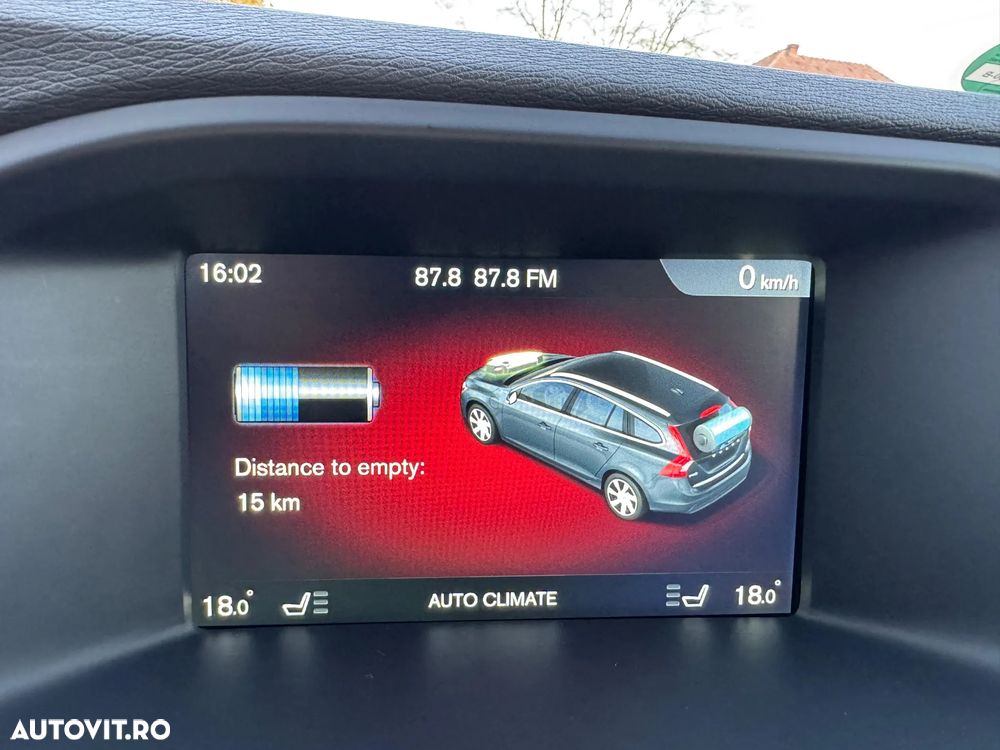 16:02
87.8 87.8 FM
0 km/h
Distance to empty:
15 km
18.0°
AUTO CLIMATE
18.0°
AUTOVIT.RO